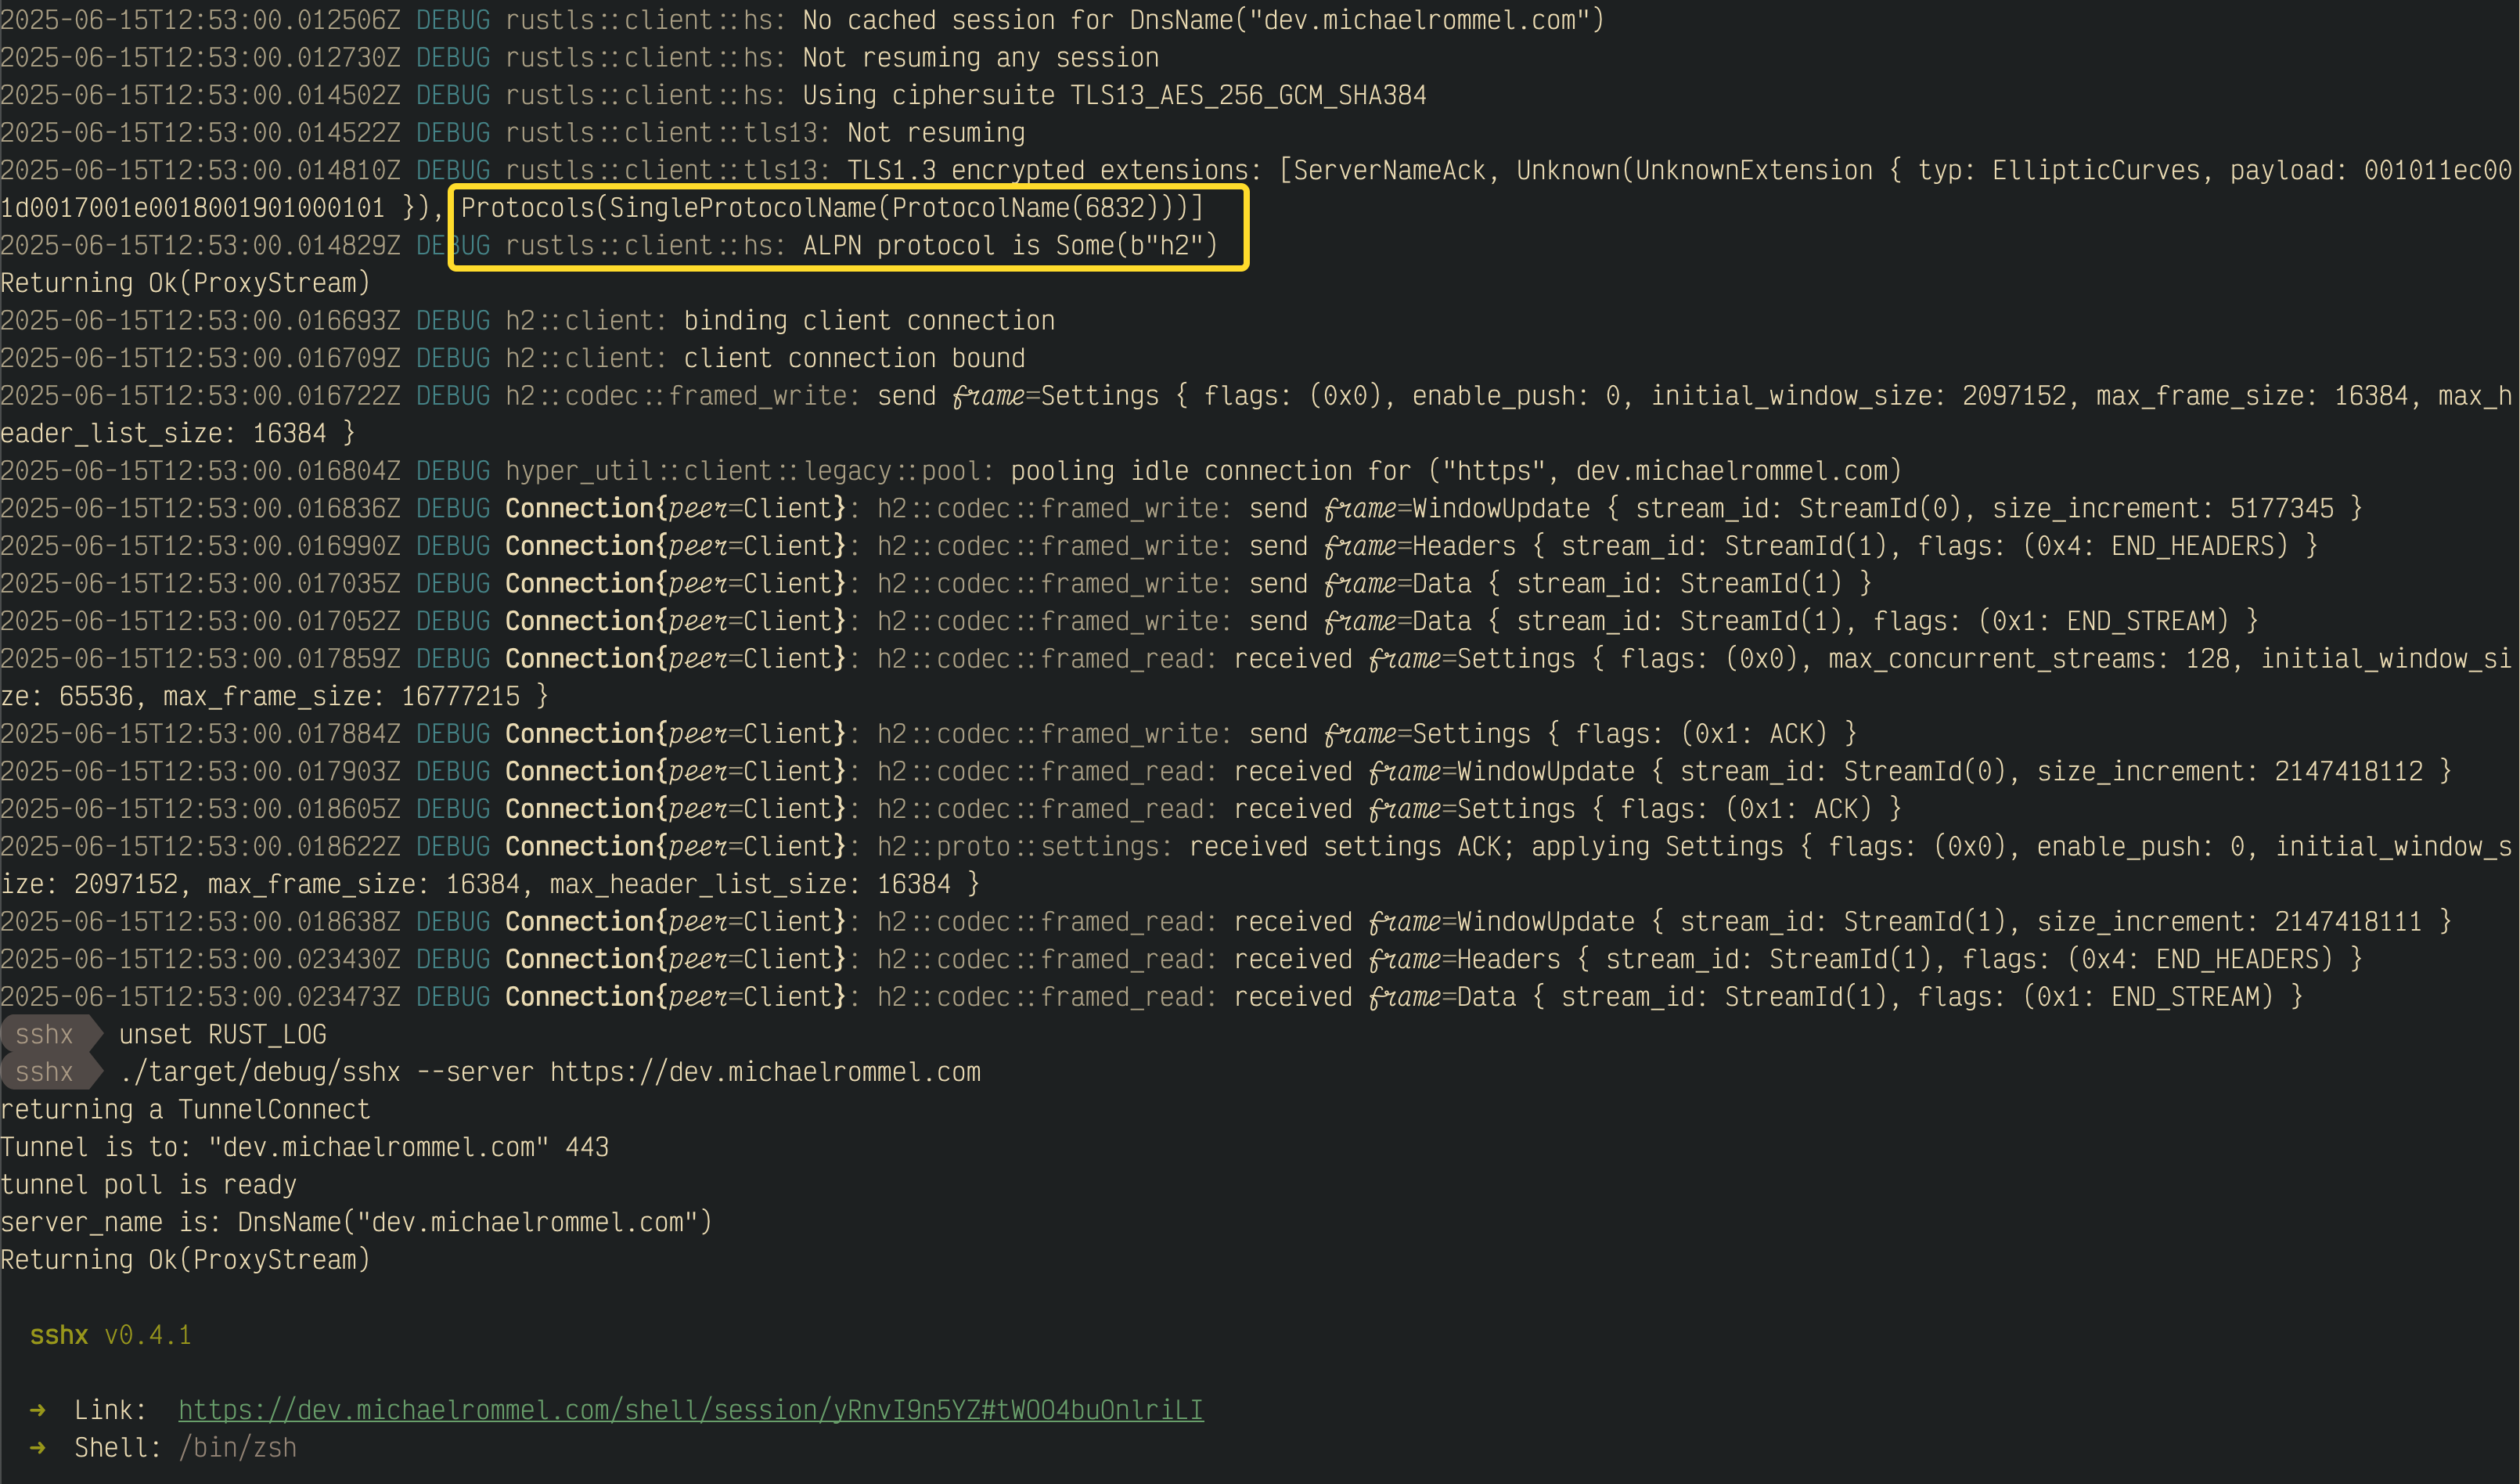 2025-06-15T12:53:00.012506Z DEBUG rustls::client::hs: No cached session for DnsName("dev.michaelrommel.com")
2025-06-15T12:53:00.012730Z DEBUG rustls::client::hs: Not resuming any session
2025-06-15T12:53:00.014502Z DEBUG rustls::client::hs: Using ciphersuite TLS13_AES_256_GCM_SHA384
2025-06-15T12:53:00.014522Z DEBUG rustls::client::tls13: Not resuming
2025-06-15T12:53:00.014810Z DEBUG rustls::client::tls13: TLS1.3 encrypted extensions: [ServerNameAck, Unknown(UnknownExtension { typ: EllipticCurves, payload: 001011ec00
1d0017001e0018001901000101 }), Protocols(SingleProtocolName(ProtocolName(6832)))]
2025-06-15T12:53:00.014829Z DEBUG rustls::client::hs: ALPN protocol is Some(b"h2")
Returning Ok(ProxyStream)
2025-06-15T12:53:00.016693Z DEBUG h2::client: binding client connection
2025-06-15T12:53:00.016709Z DEBUG h2::client: client connection bound
2025-06-15T12:53:00.016722Z DEBUG h2::codec::framed_write: send frame=Settings { flags: (0x0), enable_push: 0, initial_window_size: 2097152, max_frame_size: 16384, max_h
eader_list_size: 16384 }
2025-06-15T12:53:00.016804Z DEBUG hyper_util::client::legacy::pool: pooling idle connection for ("https", dev.michaelrommel.com)
2025-06-15T12:53:00.016836Z DEBUG Connection{peer=Client}: h2::codec::framed_write: send frame=WindowUpdate { stream_id: StreamId(0), size_increment: 5177345 }
2025-06-15T12:53:00.016990Z DEBUG Connection{peer=Client}: h2::codec::framed_write: send frame=Headers { stream_id: StreamId(1), flags: (0x4: END_HEADERS) }
2025-06-15T12:53:00.017035Z DEBUG Connection{peer=Client}: h2::codec::framed_write: send frame=Data { stream_id: StreamId(1) }
2025-06-15T12:53:00.017052Z DEBUG Connection{peer=Client}: h2::codec::framed_write: send frame=Data { stream_id: StreamId(1), flags: (0x1: END_STREAM) }
2025-06-15T12:53:00.017859Z DEBUG Connection{peer=Client}: h2::codec::framed_read: received frame=Settings { flags: (0x0), max_concurrent_streams: 128, initial_window_si
ze: 65536, max_frame_size: 16777215 }
2025-06-15T12:53:00.017884Z DEBUG Connection{peer=Client}: h2::codec::framed_write: send frame=Settings { flags: (0x1: ACK) }
2025-06-15T12:53:00.017903Z DEBUG Connection{peer=Client}: h2::codec::framed_read: received frame=WindowUpdate { stream_id: StreamId(0), size_increment: 2147418112 }
2025-06-15T12:53:00.018605Z DEBUG Connection{peer=Client}: h2::codec::framed_read: received frame=Settings { flags: (0x1: ACK) }
2025-06-15T12:53:00.018622Z DEBUG Connection{peer=Client}: h2::proto::settings: received settings ACK; applying Settings { flags: (0x0), enable_push: 0, initial_window_s
ize: 2097152, max_frame_size: 16384, max_header_list_size: 16384 }
2025-06-15T12:53:00.018638Z DEBUG Connection{peer=Client}: h2::codec::framed_read: received frame=WindowUpdate { stream_id: StreamId(1), size_increment: 2147418111 }
2025-06-15T12:53:00.023430Z DEBUG Connection{peer=Client}: h2::codec::framed_read: received frame=Headers { stream_id: StreamId(1), flags: (0x4: END_HEADERS) }
2025-06-15T12:53:00.023473Z DEBUG Connection{peer=Client}: h2::codec::framed_read: received frame=Data { stream_id: StreamId(1), flags: (0x1: END_STREAM) }
sshx unset RUST_LOG
sshx ./target/debug/sshx --server https://dev.michaelrommel.com
returning a TunnelConnect
Tunnel is to: "dev.michaelrommel.com" 443
tunnel poll is ready
server_name is: DnsName("dev.michaelrommel.com")
Returning Ok(ProxyStream)
sshx v0.4.1
➜ Link: https://dev.michaelrommel.com/shell/session/yRnvI9n5YZ#tWOO4buOnlriLI
➜ Shell: /bin/zsh